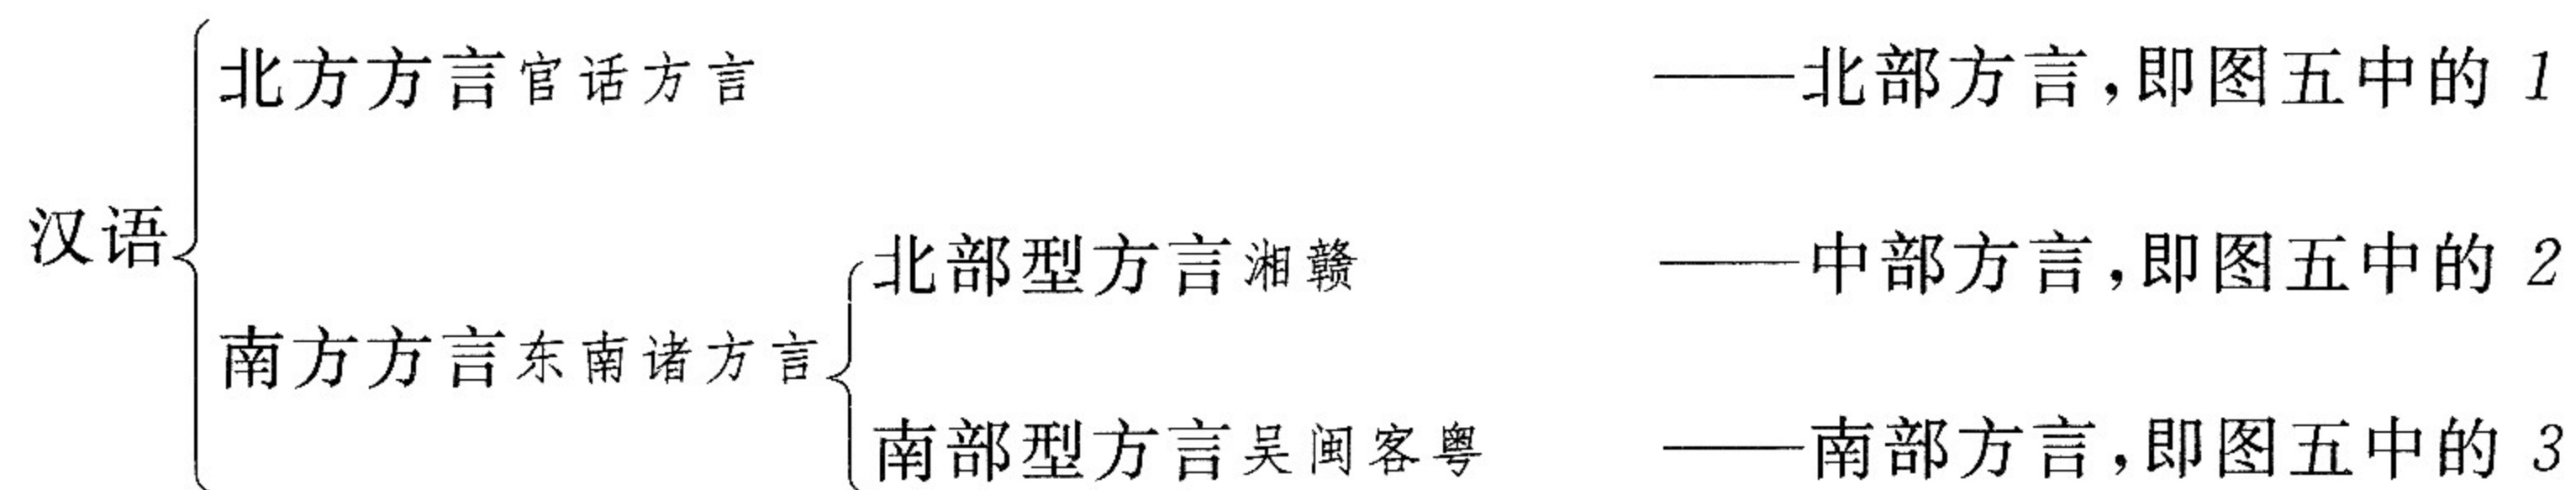 北方方言官话方言 ——北部方言,即图五中的 1
汉语
北部型方言湘赣 ——中部方言,即图五中的 2
南方方言东南诸方言
南部型方言吴闽客粤 ——南部方言,即图五中的 3